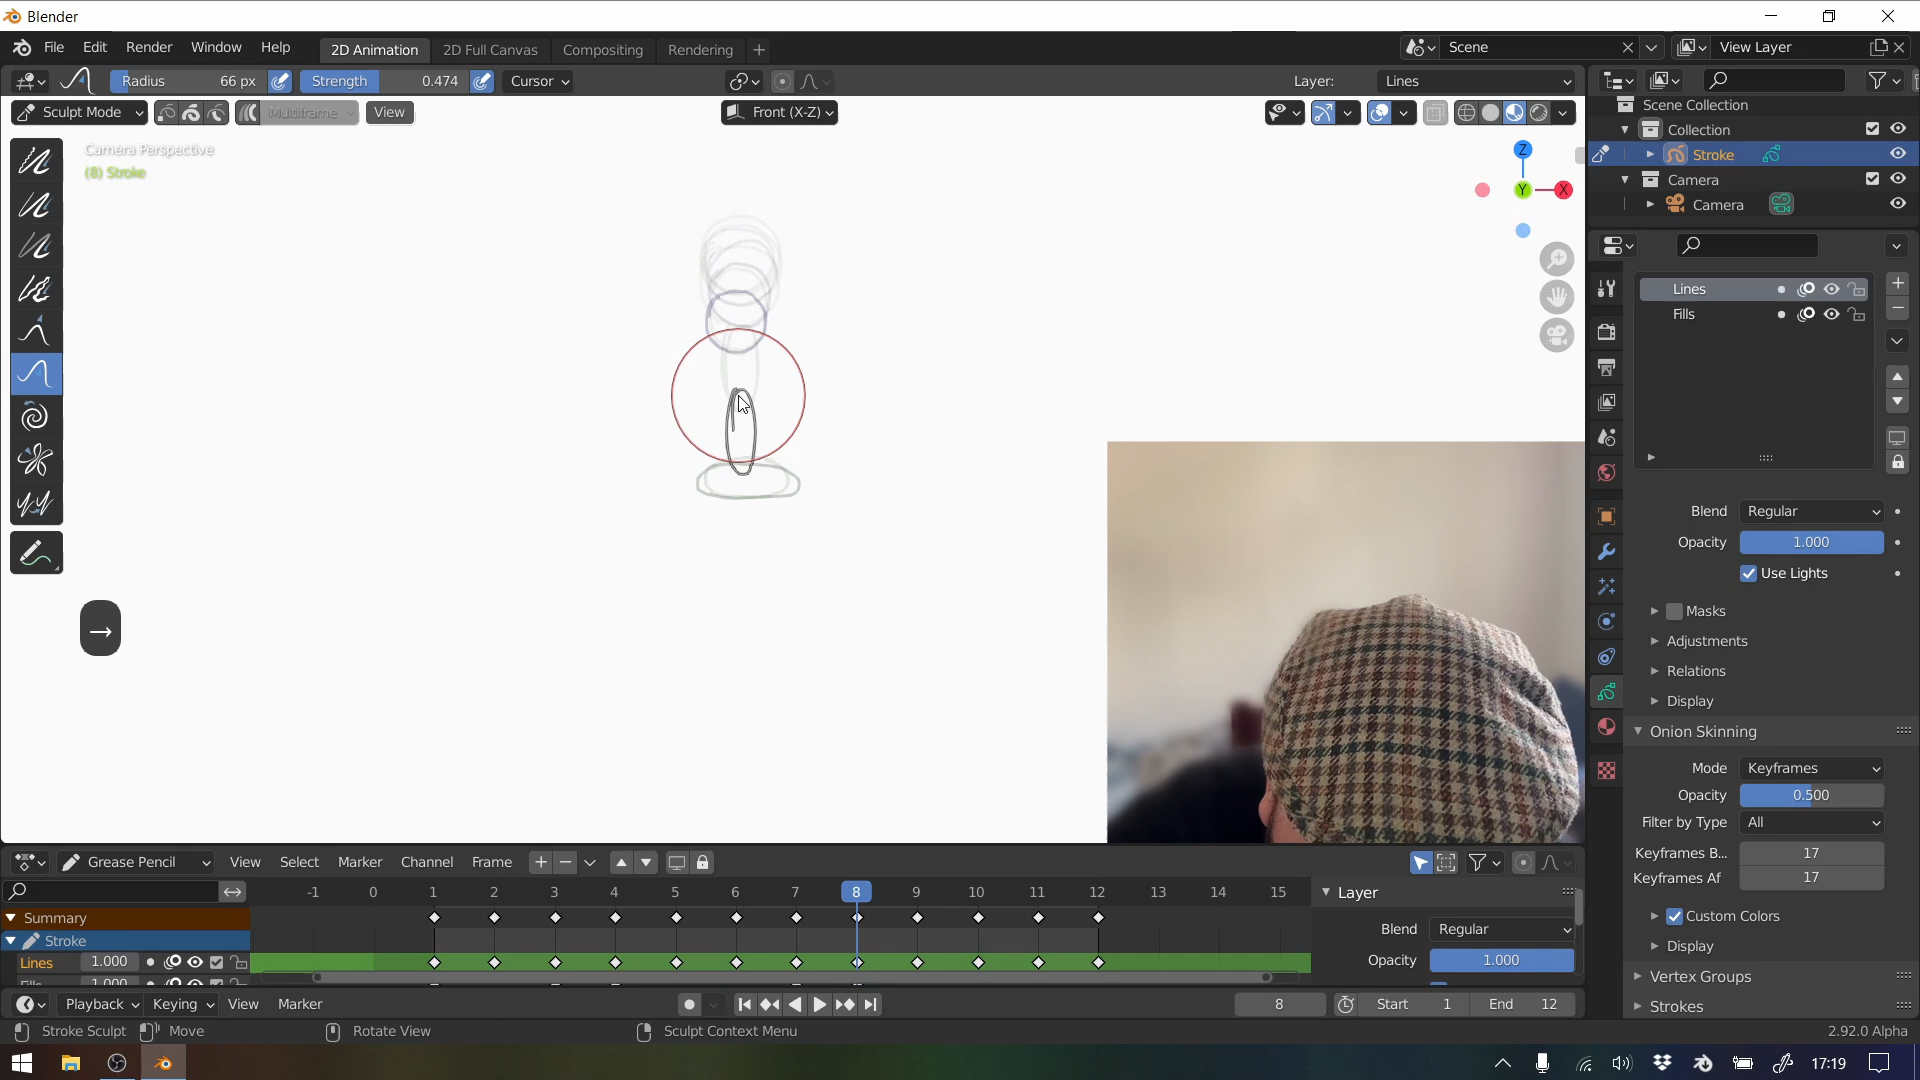 Blender
File Edit Render Window Help 2D Animation 2D Full Canvas Compositing Rendering + Scene View Layer
Radius 66 px Strength 0.474 Cursor Layer: Lines
Sculpt Mode Multiframe View Front (X-Z)
Scene Collection
Collection
Stroke
Camera
Camera
Camera Perspective
(8) Stroke
Z
Y
X
Lines
Fills
Blend Regular
Opacity 1.000
Use Lights
Masks
Adjustments
Relations
Display
Onion Skinning
Mode Keyframes
Opacity 0.500
Filter by Type All
Keyframes B... 17
Keyframes Af 17
Custom Colors
Display
Vertex Groups
Strokes
→
Grease Pencil View Select Marker Channel Frame
-1 0 1 2 3 4 5 6 7 8 9 10 11 12 13 14 15
Summary
Stroke
Lines 1.000
Layer
Blend Regular
Opacity 1.000
Playback Keying View Marker 8 Start 1 End 12
Stroke Sculpt Move Rotate View Sculpt Context Menu 2.92.0 Alpha
17:19